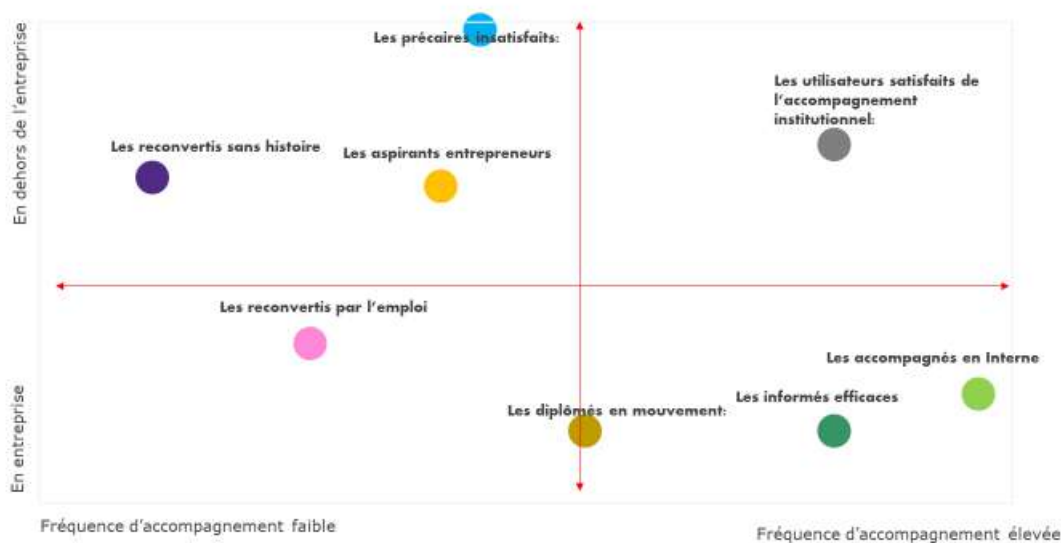 En dehors de l'entreprise
Les précaires insatisfaits:
Les utilisateurs satisfaits de
l'accompagnement
institutionnel:
Les reconvertis sans histoire
Les aspirants entrepreneurs
Les reconvertis par l'emploi
Les accompagnés en Interne
Les informés efficaces
Les diplômés en mouvement:
En entreprise
Fréquence d'accompagnement faible
Fréquence d'accompagnement élevée